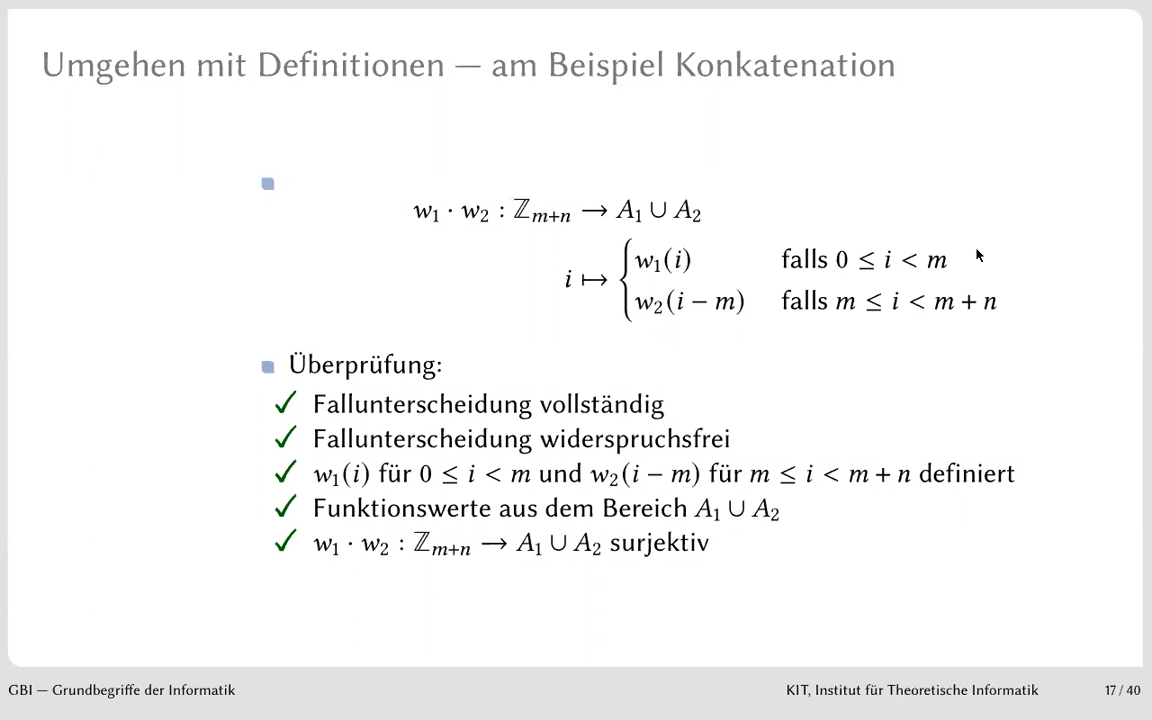 Umgehen mit Definitionen — am Beispiel Konkatenation
w₁ · w₂ : ℤₘ₊ₙ → A₁ ∪ A₂
i ↦ { w₁(i) falls 0 ≤ i < m
w₂(i − m) falls m ≤ i < m + n
Überprüfung:
✓ Fallunterscheidung vollständig
✓ Fallunterscheidung widerspruchsfrei
✓ w₁(i) für 0 ≤ i < m und w₂(i − m) für m ≤ i < m + n definiert
✓ Funktionswerte aus dem Bereich A₁ ∪ A₂
✓ w₁ · w₂ : ℤₘ₊ₙ → A₁ ∪ A₂ surjektiv
GBI — Grundbegriffe der Informatik KIT, Institut für Theoretische Informatik 17 / 40